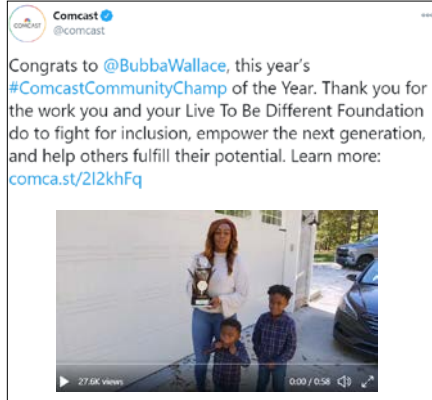 COMCAST
Comcast
@comcast
Congrats to @BubbaWallace, this year's
#ComcastCommunityChamp of the Year. Thank you for
the work you and your Live To Be Different Foundation
do to fight for inclusion, empower the next generation,
and help others fulfill their potential. Learn more:
comca.st/2I2khFq
27.6K views
0:00 / 0:58